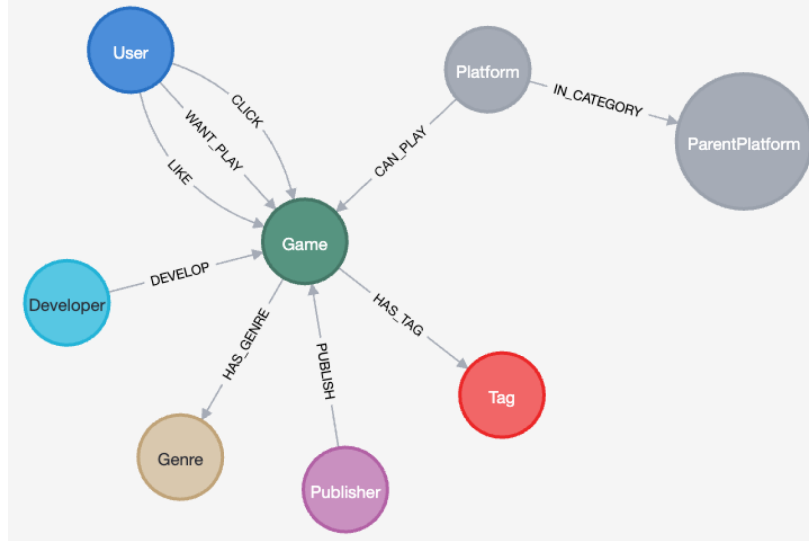 User
Platform
IN_CATEGORY
ParentPlatform
CLICK
WANT_PLAY
LIKE
CAN_PLAY
Game
DEVELOP
Developer
HAS_GENRE
PUBLISH
HAS_TAG
Tag
Genre
Publisher